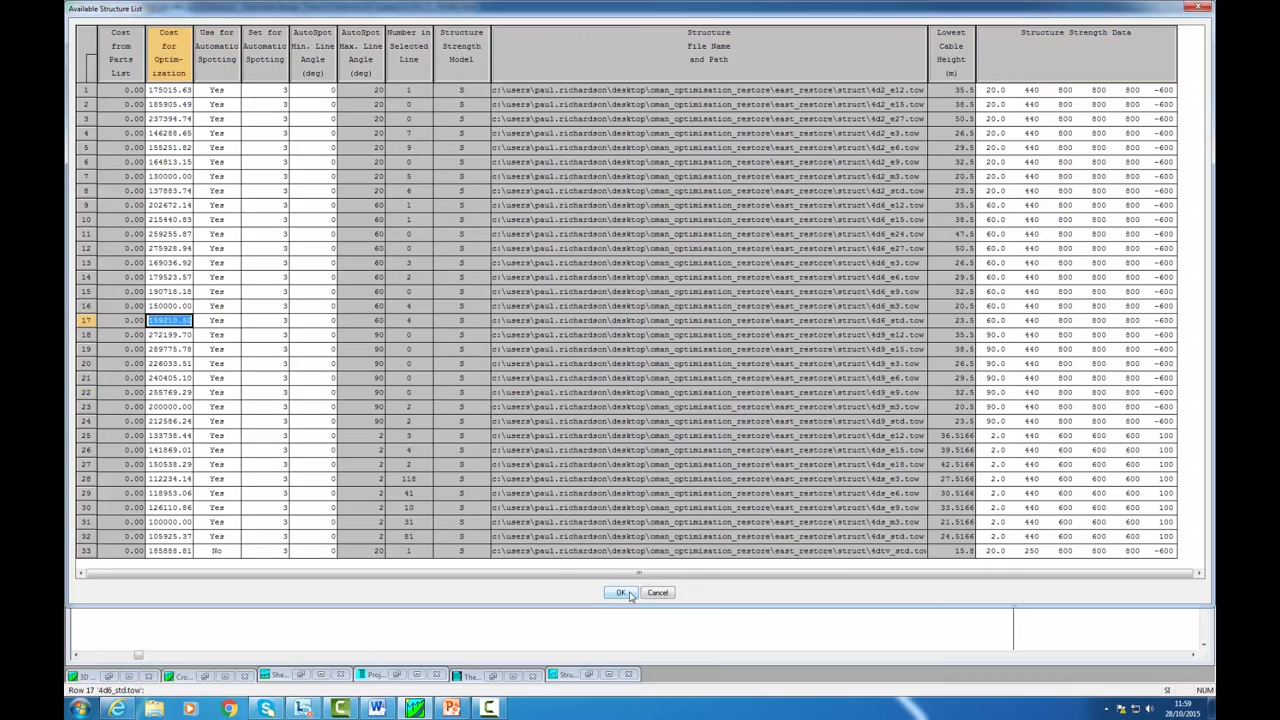 Available Structure List
Cost from Parts List | Cost for Optim- ization | Use for Automatic Spotting | Set for Automatic Spotting | AutoSpot Min. Line Angle (deg) | AutoSpot Max. Line Angle (deg) | Number in Selected Line | Structure Strength Model | Structure File Name and Path | Lowest Cable Height (m) | Structure Strength Data
1 0.00 175015.63 Yes 3 0 20 1 S c:\users\paul.richardson\desktop\oman_optimisation_restore\east_restore\struct\4d2_e12.tow 35.5 20.0 440 800 800 800 -600
2 0.00 185905.49 Yes 3 0 20 0 S c:\users\paul.richardson\desktop\oman_optimisation_restore\east_restore\struct\4d2_e15.tow 38.5 20.0 440 800 800 800 -600
3 0.00 237394.74 Yes 3 0 20 0 S c:\users\paul.richardson\desktop\oman_optimisation_restore\east_restore\struct\4d2_e27.tow 50.5 20.0 440 800 800 800 -600
4 0.00 146288.65 Yes 3 0 20 7 S c:\users\paul.richardson\desktop\oman_optimisation_restore\east_restore\struct\4d2_e3.tow 26.5 20.0 440 800 800 800 -600
5 0.00 155251.82 Yes 3 0 20 9 S c:\users\paul.richardson\desktop\oman_optimisation_restore\east_restore\struct\4d2_e6.tow 29.5 20.0 440 800 800 800 -600
6 0.00 164813.15 Yes 3 0 20 0 S c:\users\paul.richardson\desktop\oman_optimisation_restore\east_restore\struct\4d2_e9.tow 32.5 20.0 440 800 800 800 -600
7 0.00 130000.00 Yes 3 0 20 5 S c:\users\paul.richardson\desktop\oman_optimisation_restore\east_restore\struct\4d2_m3.tow 20.5 20.0 440 800 800 800 -600
8 0.00 137883.74 Yes 3 0 20 6 S c:\users\paul.richardson\desktop\oman_optimisation_restore\east_restore\struct\4d2_std.tow 23.5 20.0 440 800 800 800 -600
9 0.00 202672.14 Yes 3 0 60 1 S c:\users\paul.richardson\desktop\oman_optimisation_restore\east_restore\struct\4d6_e12.tow 35.5 60.0 440 800 800 800 -600
10 0.00 215440.83 Yes 3 0 60 1 S c:\users\paul.richardson\desktop\oman_optimisation_restore\east_restore\struct\4d6_e15.tow 38.5 60.0 440 800 800 800 -600
11 0.00 259255.87 Yes 3 0 60 0 S c:\users\paul.richardson\desktop\oman_optimisation_restore\east_restore\struct\4d6_e24.tow 47.5 60.0 440 800 800 800 -600
12 0.00 275928.94 Yes 3 0 60 0 S c:\users\paul.richardson\desktop\oman_optimisation_restore\east_restore\struct\4d6_e27.tow 50.5 60.0 440 800 800 800 -600
13 0.00 169036.92 Yes 3 0 60 3 S c:\users\paul.richardson\desktop\oman_optimisation_restore\east_restore\struct\4d6_e3.tow 26.5 60.0 440 800 800 800 -600
14 0.00 179523.57 Yes 3 0 60 2 S c:\users\paul.richardson\desktop\oman_optimisation_restore\east_restore\struct\4d6_e6.tow 29.5 60.0 440 800 800 800 -600
15 0.00 190718.18 Yes 3 0 60 0 S c:\users\paul.richardson\desktop\oman_optimisation_restore\east_restore\struct\4d6_e9.tow 32.5 60.0 440 800 800 800 -600
16 0.00 150000.00 Yes 3 0 60 4 S c:\users\paul.richardson\desktop\oman_optimisation_restore\east_restore\struct\4d6_m3.tow 20.5 60.0 440 800 800 800 -600
17 0.00 Yes 3 0 60 4 S c:\users\paul.richardson\desktop\oman_optimisation_restore\east_restore\struct\4d6_std.tow 23.5 60.0 440 800 800 800 -600
18 0.00 272199.70 Yes 3 0 90 0 S c:\users\paul.richardson\desktop\oman_optimisation_restore\east_restore\struct\4d9_e12.tow 35.5 90.0 440 800 800 800 -600
19 0.00 289775.78 Yes 3 0 90 0 S c:\users\paul.richardson\desktop\oman_optimisation_restore\east_restore\struct\4d9_e15.tow 38.5 90.0 440 800 800 800 -600
20 0.00 226033.51 Yes 3 0 90 0 S c:\users\paul.richardson\desktop\oman_optimisation_restore\east_restore\struct\4d9_e3.tow 26.5 90.0 440 800 800 800 -600
21 0.00 240405.10 Yes 3 0 90 0 S c:\users\paul.richardson\desktop\oman_optimisation_restore\east_restore\struct\4d9_e6.tow 29.5 90.0 440 800 800 800 -600
22 0.00 255769.29 Yes 3 0 90 0 S c:\users\paul.richardson\desktop\oman_optimisation_restore\east_restore\struct\4d9_e9.tow 32.5 90.0 440 800 800 800 -600
23 0.00 200000.00 Yes 3 0 90 2 S c:\users\paul.richardson\desktop\oman_optimisation_restore\east_restore\struct\4d9_m3.tow 20.5 90.0 440 800 800 800 -600
24 0.00 212586.24 Yes 3 0 90 2 S c:\users\paul.richardson\desktop\oman_optimisation_restore\east_restore\struct\4d9_std.tow 23.5 90.0 440 800 800 800 -600
25 0.00 133738.44 Yes 3 0 2 3 S c:\users\paul.richardson\desktop\oman_optimisation_restore\east_restore\struct\4ds_e12.tow 36.5166 2.0 440 600 600 600 100
26 0.00 141869.01 Yes 3 0 2 4 S c:\users\paul.richardson\desktop\oman_optimisation_restore\east_restore\struct\4ds_e15.tow 39.5166 2.0 440 600 600 600 100
27 0.00 150538.29 Yes 3 0 2 2 S c:\users\paul.richardson\desktop\oman_optimisation_restore\east_restore\struct\4ds_e18.tow 42.5166 2.0 440 600 600 600 100
28 0.00 112234.14 Yes 3 0 2 118 S c:\users\paul.richardson\desktop\oman_optimisation_restore\east_restore\struct\4ds_e3.tow 27.5166 2.0 440 600 600 600 100
29 0.00 118953.06 Yes 3 0 2 41 S c:\users\paul.richardson\desktop\oman_optimisation_restore\east_restore\struct\4ds_e6.tow 30.5166 2.0 440 600 600 600 100
30 0.00 126110.86 Yes 3 0 2 10 S c:\users\paul.richardson\desktop\oman_optimisation_restore\east_restore\struct\4ds_e9.tow 33.5166 2.0 440 600 600 600 100
31 0.00 100000.00 Yes 3 0 2 31 S c:\users\paul.richardson\desktop\oman_optimisation_restore\east_restore\struct\4ds_m3.tow 21.5166 2.0 440 600 600 600 100
32 0.00 105925.37 Yes 3 0 2 81 S c:\users\paul.richardson\desktop\oman_optimisation_restore\east_restore\struct\4ds_std.tow 24.5166 2.0 440 600 600 600 100
33 0.00 185888.81 No 3 0 20 1 S c:\users\paul.richardson\desktop\oman_optimisation_restore\east_restore\struct\4dtv_std.tow 15.8 20.0 250 800 800 800 -600
OK Cancel
3D ... Cro... She... Proj... The... Stru...
Row 17 '4d6_std.tow': SI NUM
11:59
28/10/2015